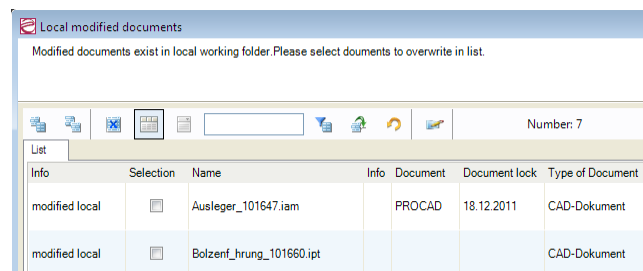 Local modified documents
Modified documents exist in local working folder.Please select douments to overwrite in list.
Number: 7
List
Info Selection Name Info Document Document lock Type of Document
modified local Ausleger_101647.iam PROCAD 18.12.2011 CAD-Dokument
modified local Bolzenf_hrung_101660.ipt CAD-Dokument